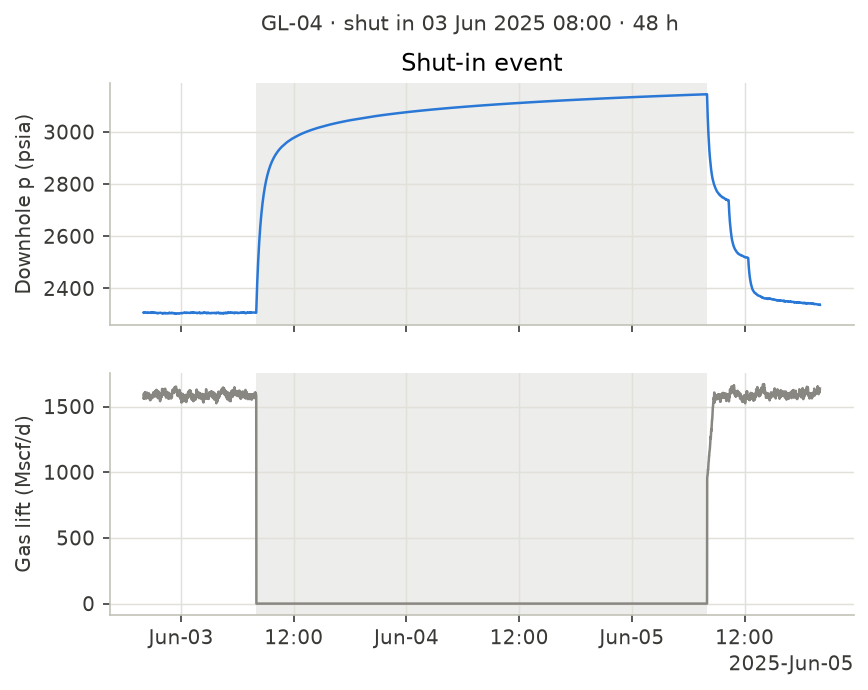 GL-04 · shut in 03 Jun 2025 08:00 · 48 h
Shut-in event
Downhole p (psia)
3000
2800
2600
2400
Gas lift (Mscf/d)
1500
1000
500
0
Jun-03
12:00
Jun-04
12:00
Jun-05
12:00
2025-Jun-05